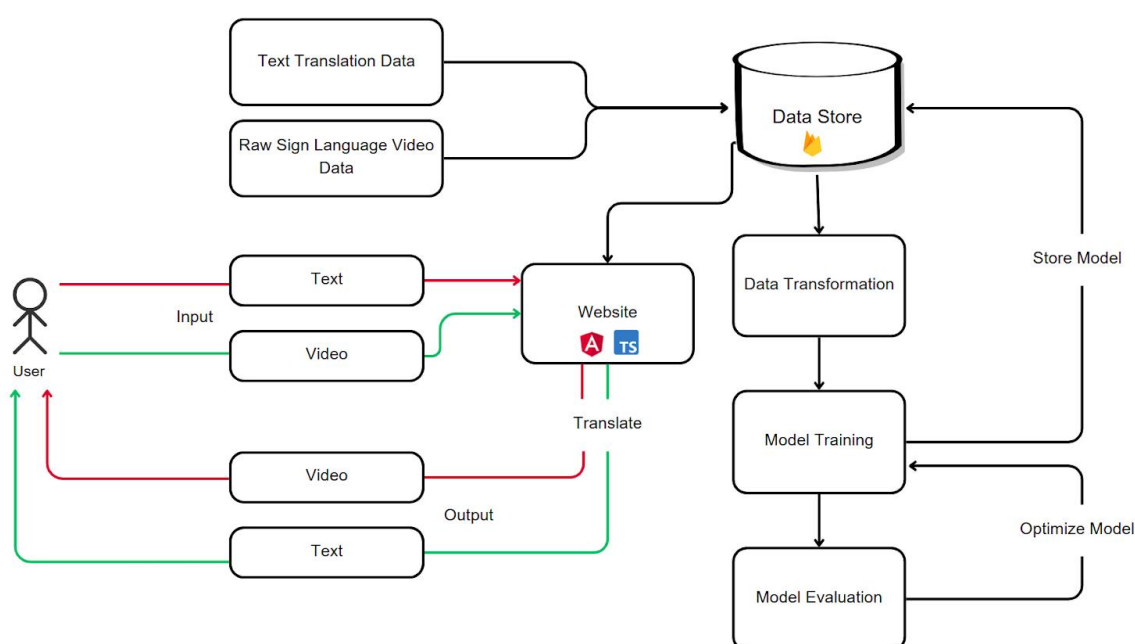 Text Translation Data
Raw Sign Language Video
Data
Data Store
Text
Input
Video
User
Website
TS
Translate
Video
Output
Text
Data Transformation
Store Model
Model Training
Optimize Model
Model Evaluation